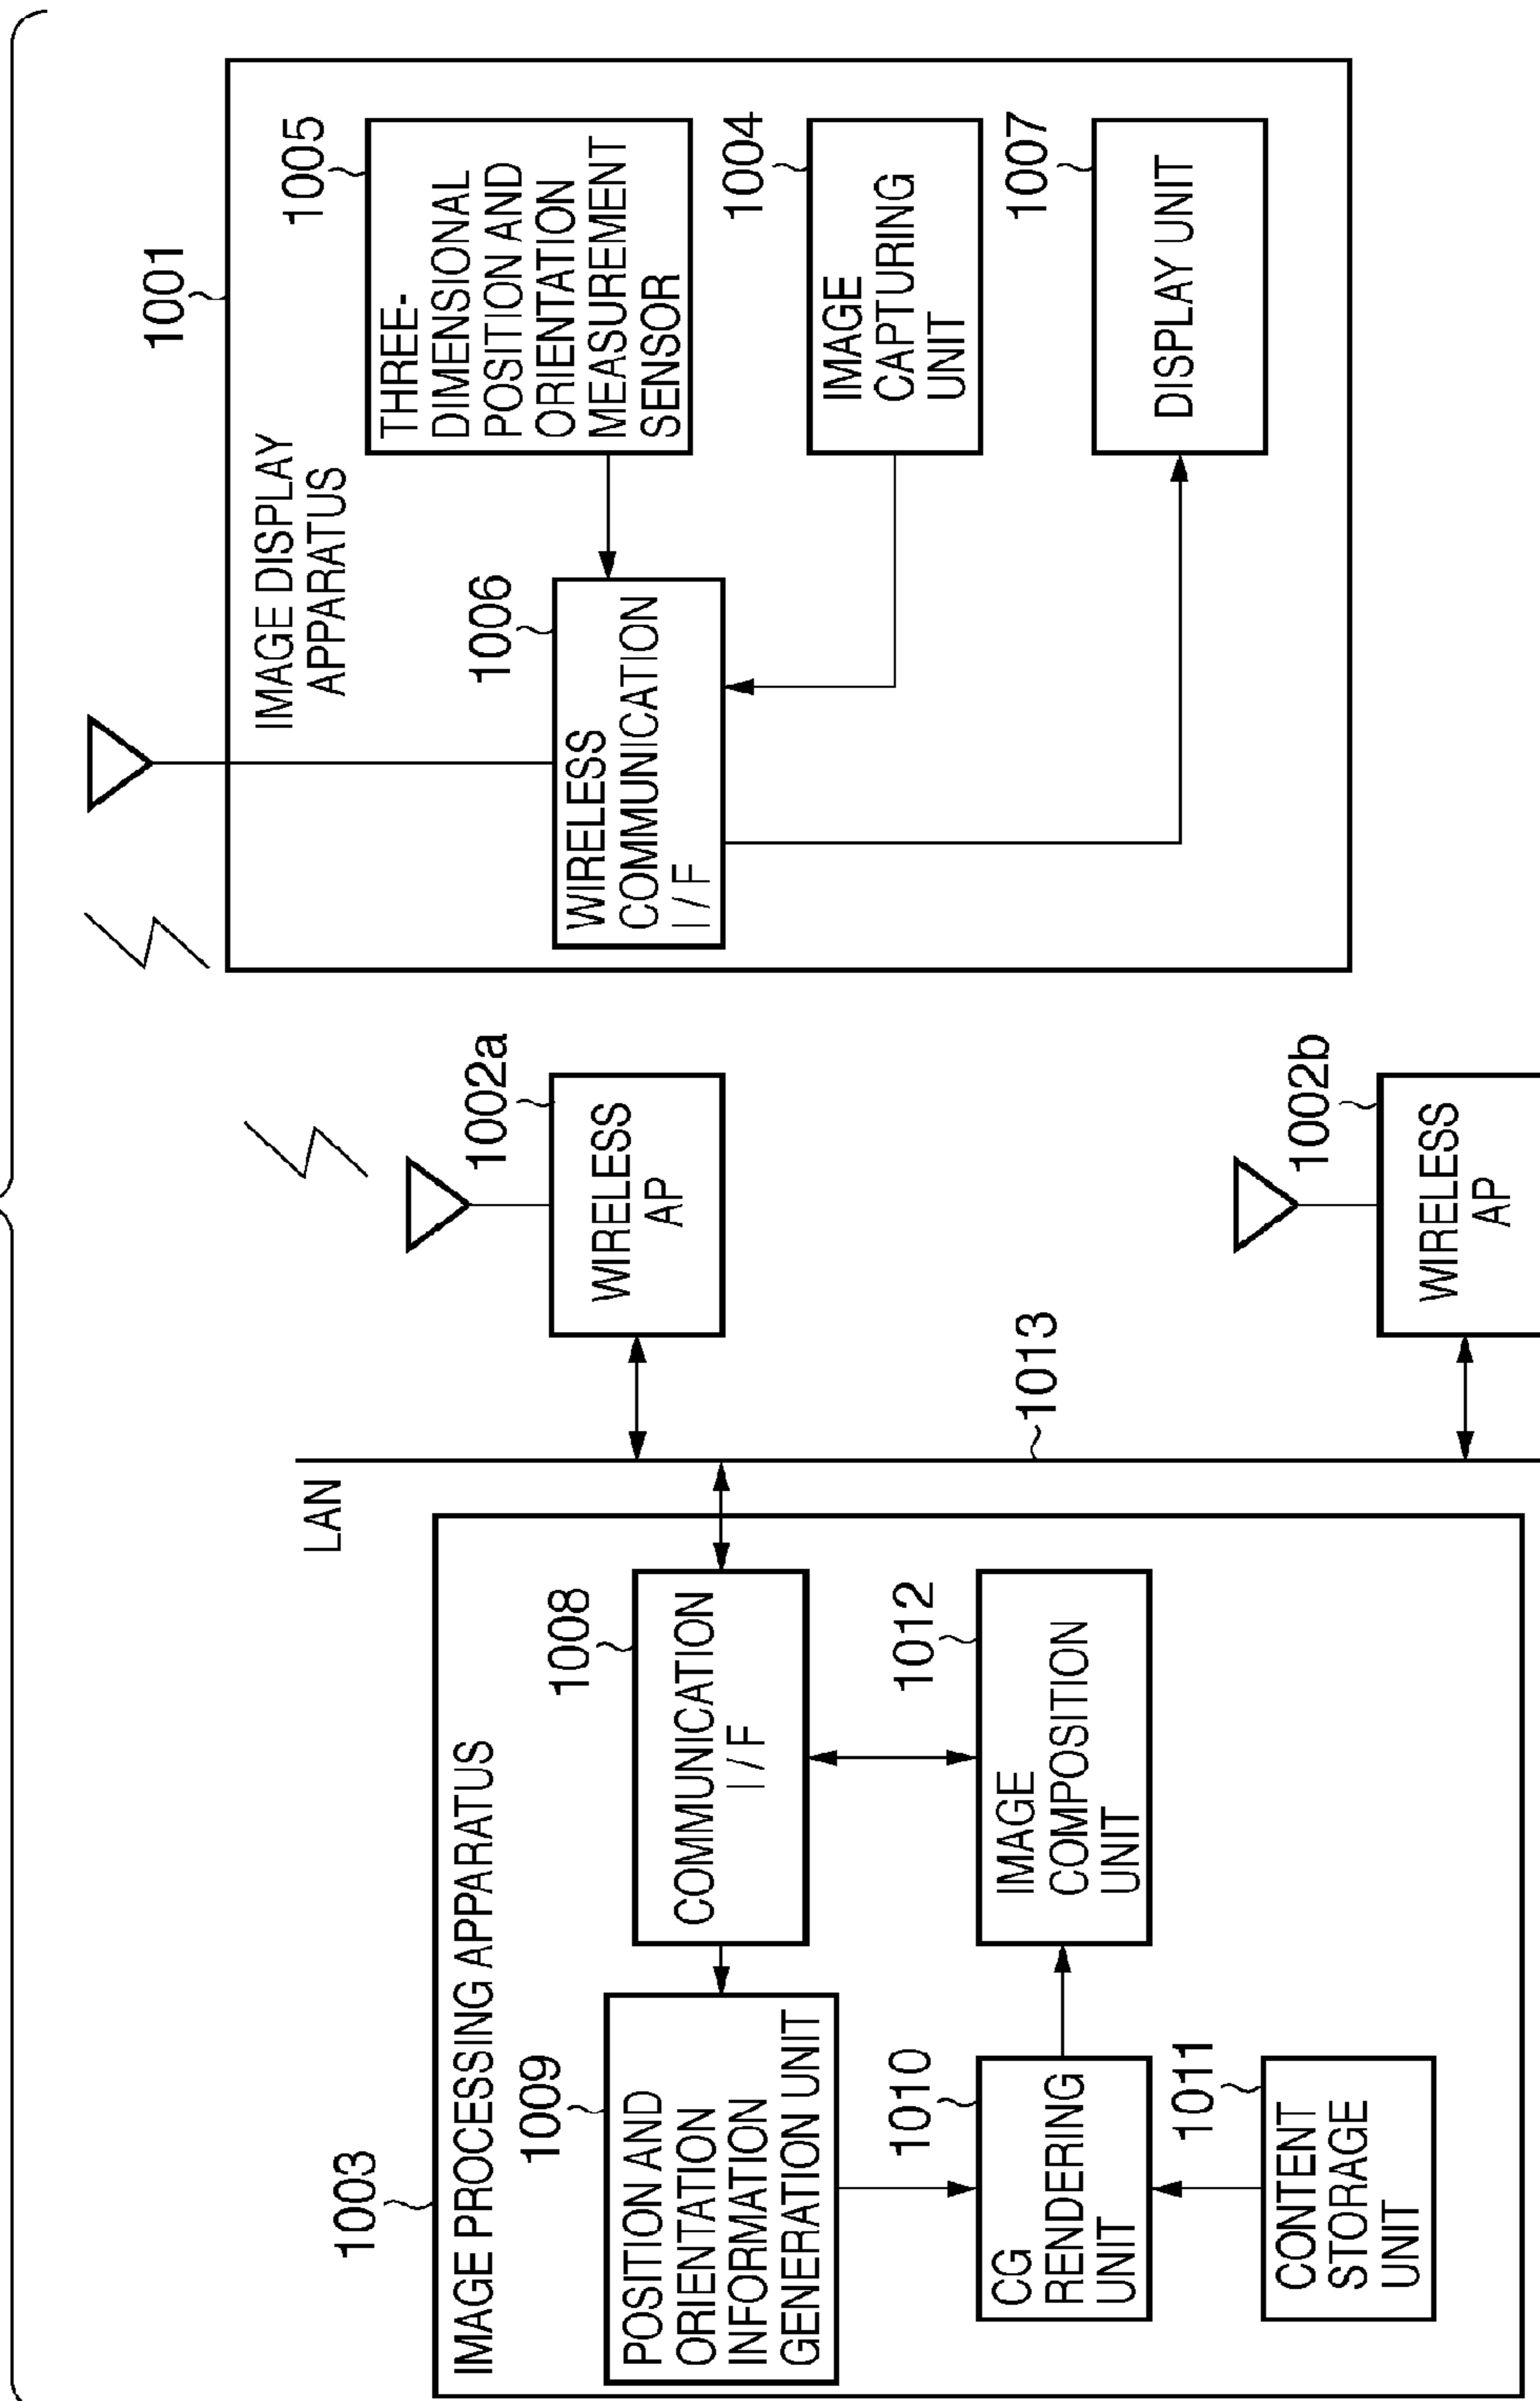 1003
IMAGE PROCESSING APPARATUS
1009
POSITION AND
ORIENTATION
INFORMATION
GENERATION UNIT
1008
COMMUNICATION
I / F
1010
CG
RENDERING
UNIT
1012
IMAGE
COMPOSITION
UNIT
1011
CONTENT
STORAGE
UNIT
LAN
1013
1002a
WIRELESS
AP
1002b
WIRELESS
AP
1001
IMAGE DISPLAY
APPARATUS
1006
WIRELESS
COMMUNICATION
I / F
1005
THREE-
DIMENSIONAL
POSITION AND
ORIENTATION
MEASUREMENT
SENSOR
1004
IMAGE
CAPTURING
UNIT
1007
DISPLAY UNIT